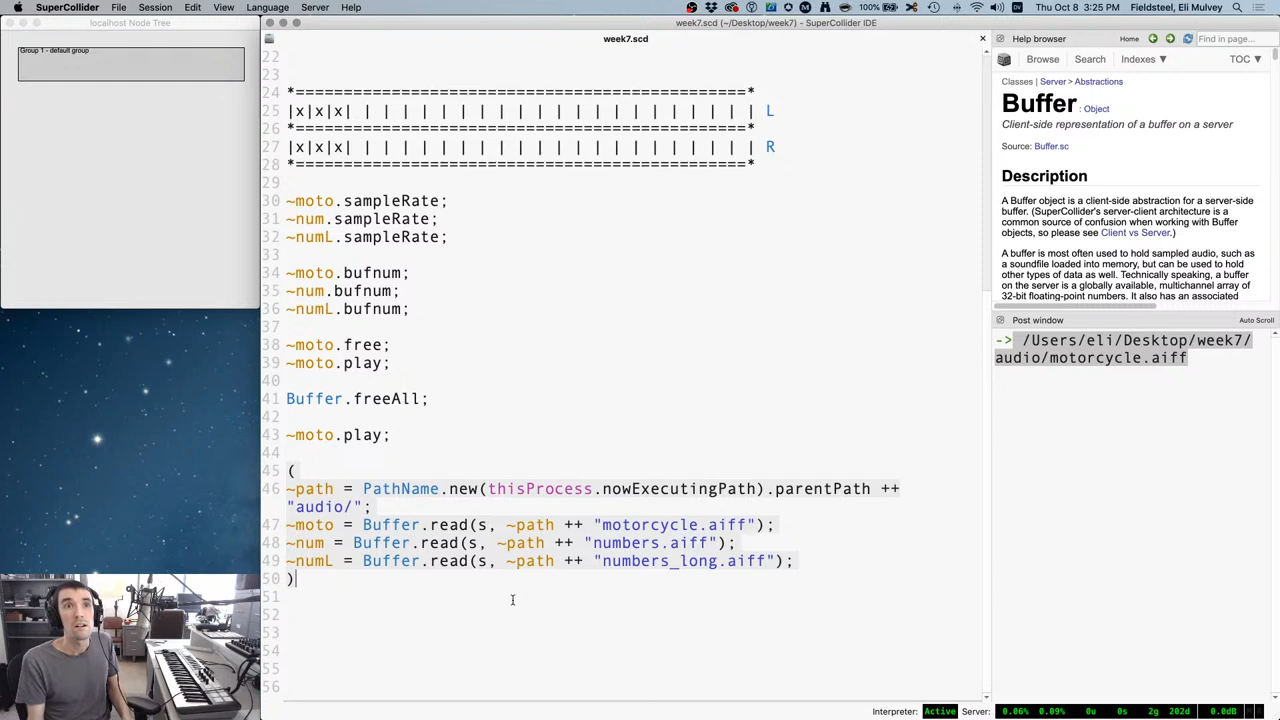 SuperCollider File Session Edit View Language Server Help
100% Thu Oct 8 3:25 PM Fieldsteel, Eli Mulvey
localhost Node Tree
Group 1 - default group
week7.scd (~/Desktop/week7) - SuperCollider IDE
week7.scd
22
23
24 *================================================*
25 |x|x|x| | | | | | | | | | | | | | | | | | | | | | L
26 *================================================*
27 |x|x|x| | | | | | | | | | | | | | | | | | | | | | R
28 *================================================*
29
30 ~moto.sampleRate;
31 ~num.sampleRate;
32 ~numL.sampleRate;
33
34 ~moto.bufnum;
35 ~num.bufnum;
36 ~numL.bufnum;
37
38 ~moto.free;
39 ~moto.play;
40
41 Buffer.freeAll;
42
43 ~moto.play;
44
45 (
46 ~path = PathName.new(thisProcess.nowExecutingPath).parentPath ++
"audio/";
47 ~moto = Buffer.read(s, ~path ++ "motorcycle.aiff");
48 ~num = Buffer.read(s, ~path ++ "numbers.aiff");
49 ~numL = Buffer.read(s, ~path ++ "numbers_long.aiff");
50 )
51
52
53
54
55
56
Help browser Home Find in page...
Browse Search Indexes ▼ TOC ▼
Classes | Server > Abstractions
Buffer : Object
Client-side representation of a buffer on a server
Source: Buffer.sc
Description
A Buffer object is a client-side abstraction for a server-side
buffer. (SuperCollider's server-client architecture is a
common source of confusion when working with Buffer
objects, so please see Client vs Server.)
A buffer is most often used to hold sampled audio, such
as a soundfile loaded into memory, but can be used to hold
other types of data as well. Technically speaking, a buffer
on the server is a globally available, multichannel array of
32-bit floating-point numbers. It also has an associated
Post window Auto Scroll
-> /Users/eli/Desktop/week7/
audio/motorcycle.aiff
Interpreter: Active Server: 0.06% 0.09% 0u 0s 2g 202d 0.0dB